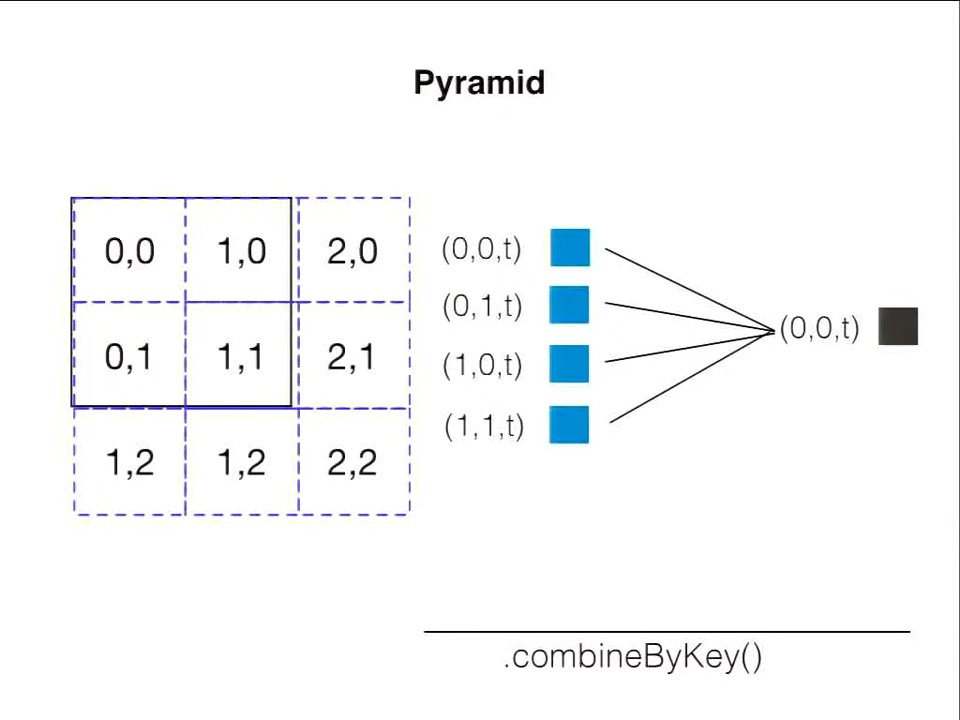 Pyramid
0,0 1,0 2,0
0,1 1,1 2,1
1,2 1,2 2,2
(0,0,t)
(0,1,t)
(1,0,t)
(1,1,t)
(0,0,t)
.combineByKey()